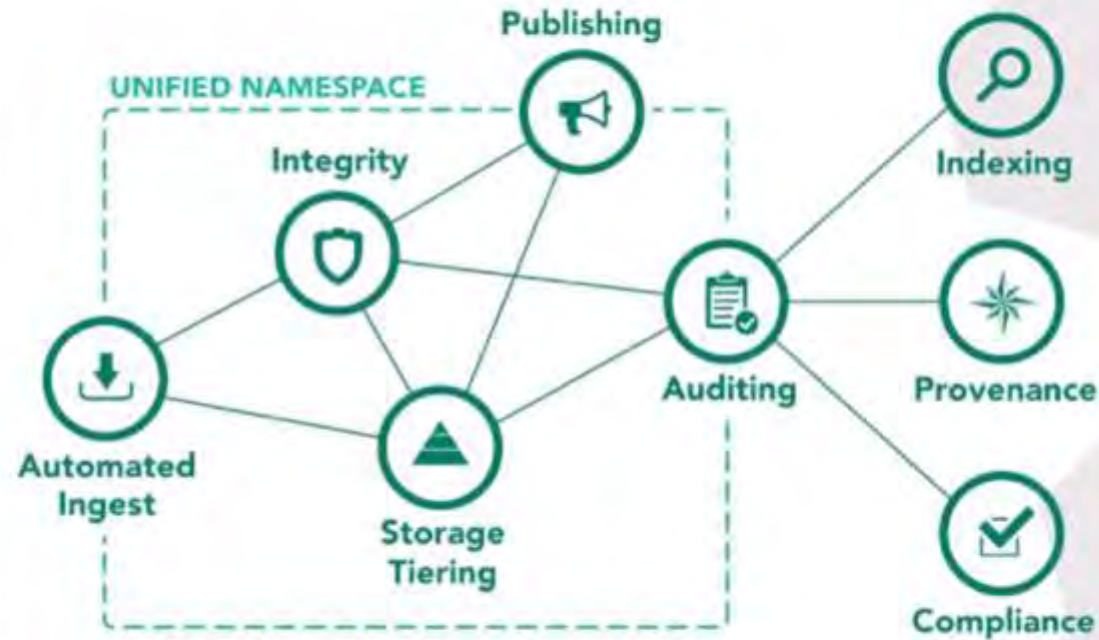 Publishing
UNIFIED NAMESPACE
Integrity
Indexing
Auditing
Provenance
Automated
Ingest
Storage
Tiering
Compliance